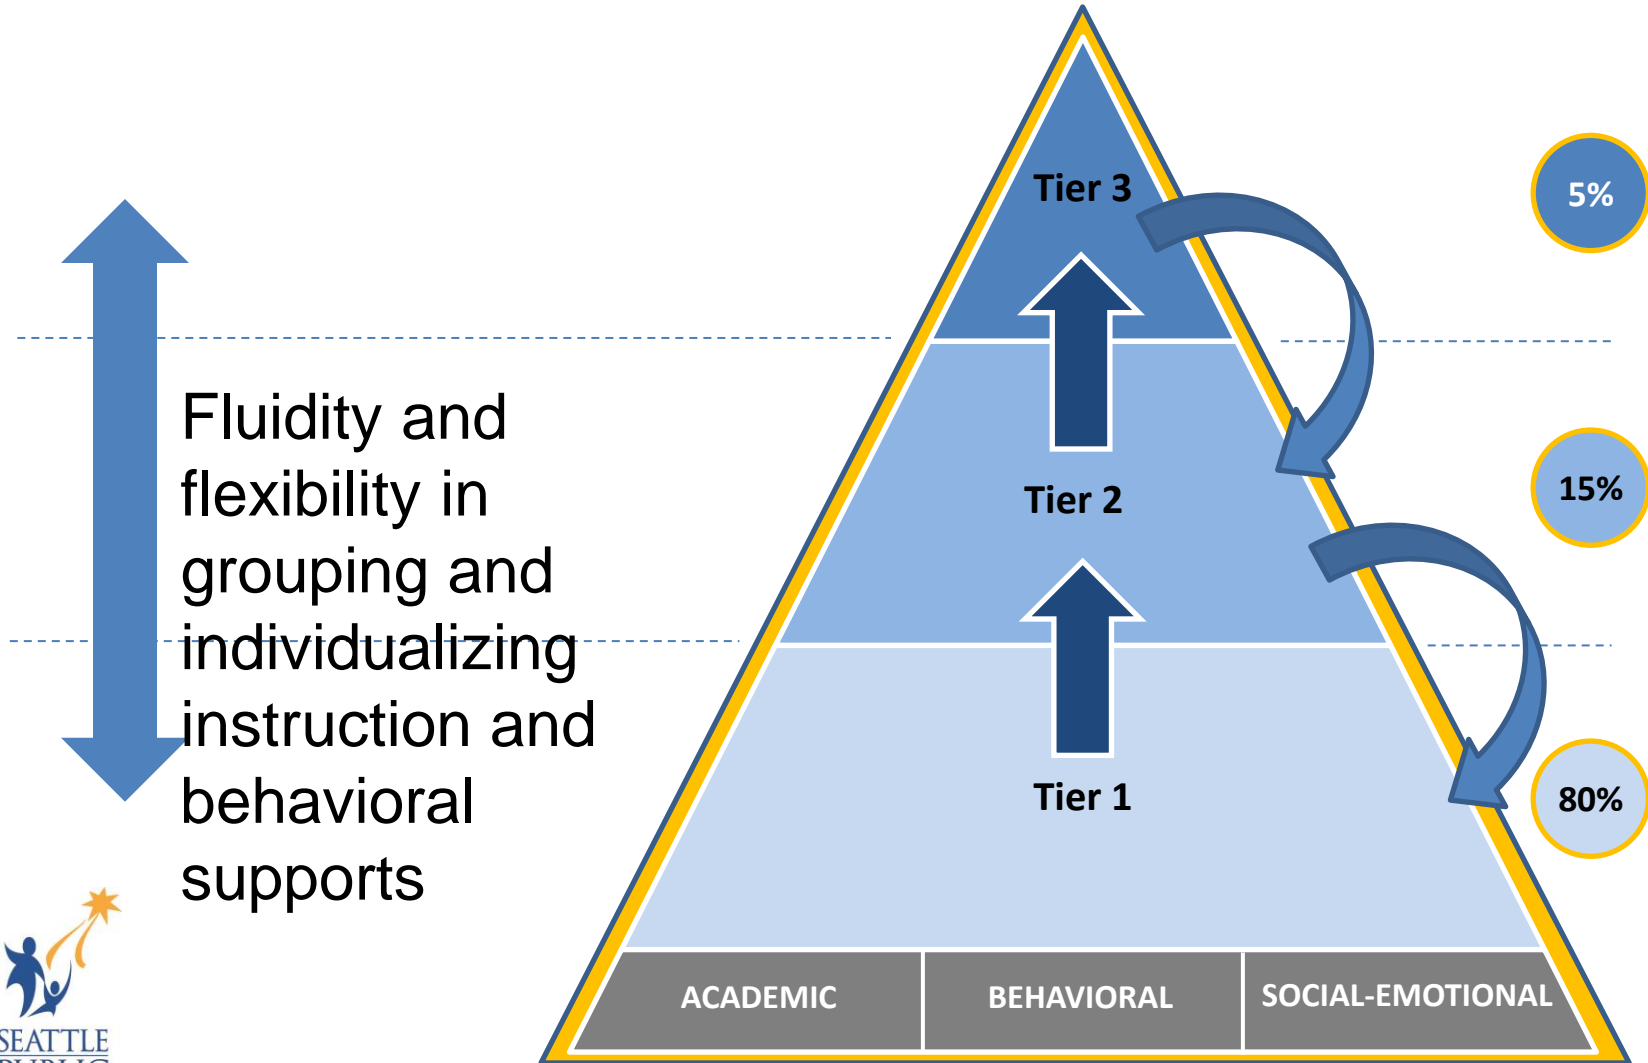 Tier 3
5%
Fluidity and
flexibility in
grouping and
individualizing
instruction and
behavioral
supports
Tier 2
15%
Tier 1
80%
ACADEMIC
BEHAVIORAL
SOCIAL-EMOTIONAL
SEATTLE
PUBLIC